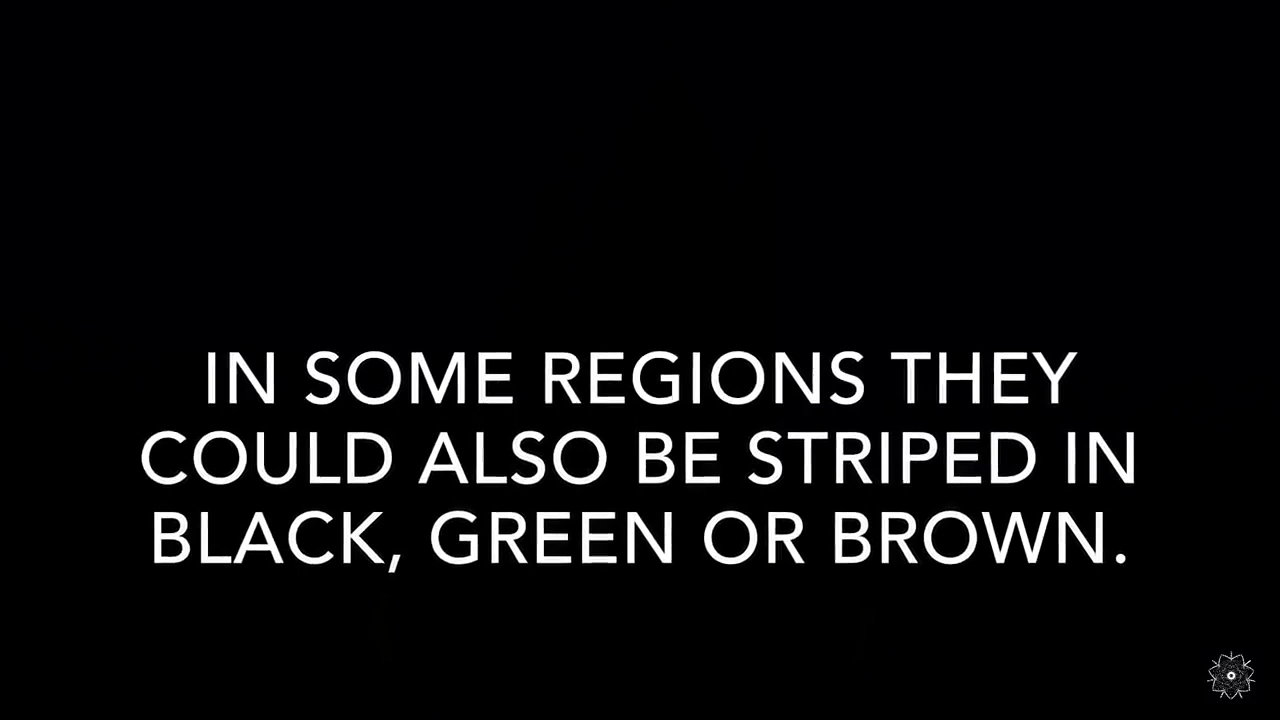 IN SOME REGIONS THEY
COULD ALSO BE STRIPED IN
BLACK, GREEN OR BROWN.